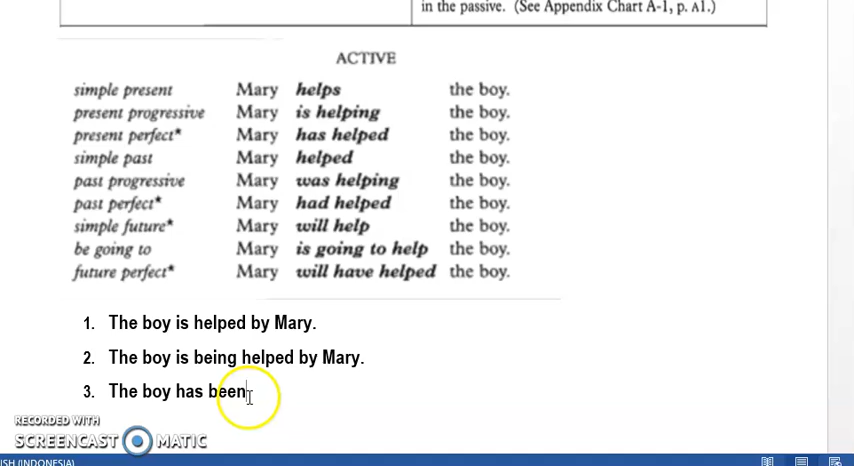 in the passive. (See Appendix Chart A-1, p. A1.)
ACTIVE
simple present Mary helps the boy.
present progressive Mary is helping the boy.
present perfect* Mary has helped the boy.
simple past Mary helped the boy.
past progressive Mary was helping the boy.
past perfect* Mary had helped the boy.
simple future* Mary will help the boy.
be going to Mary is going to help the boy.
future perfect* Mary will have helped the boy.
1. The boy is helped by Mary.
2. The boy is being helped by Mary.
3. The boy has been
RECORDED WITH
SCREENCAST MATIC
ISH (INDONESIA)